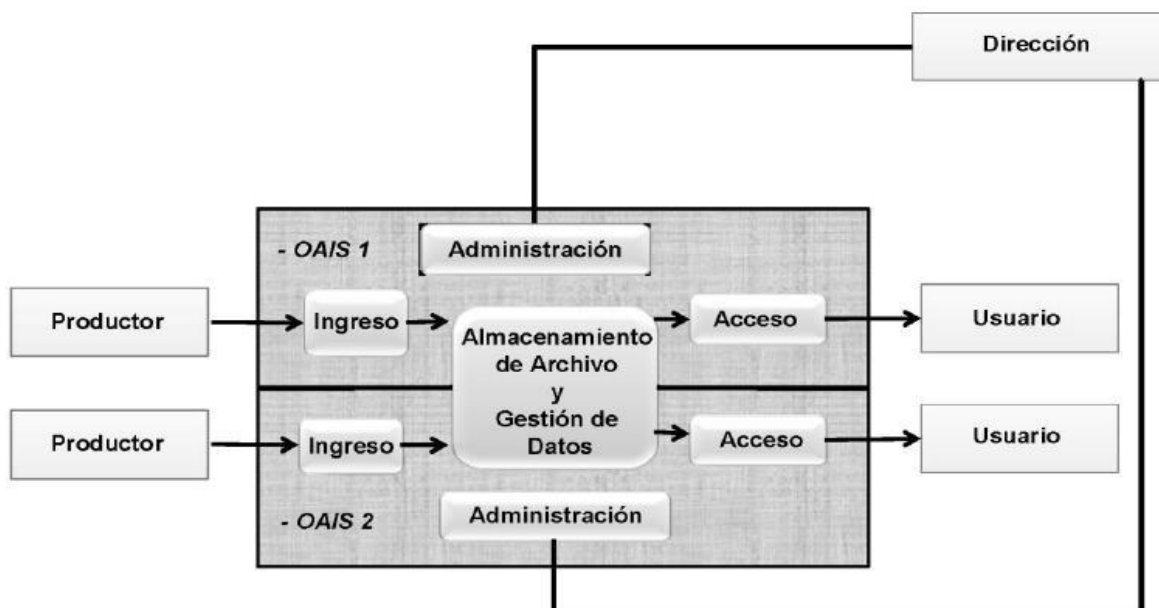 Dirección
- OAIS 1
Administración
Productor
Ingreso
Almacenamiento
de Archivo
y
Gestión de
Datos
Acceso
Usuario
Productor
Ingreso
Acceso
Usuario
- OAIS 2
Administración